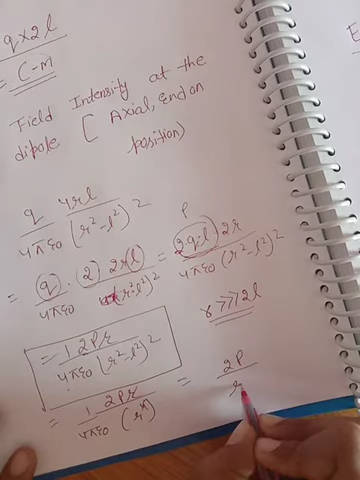 q×2l
= C-m
Field Intensity at the
dipole [Axial, End on
position)
q/4πε0 4rl/(r²-l²)²
P
= q/4πε0 · (2) 2rl/(r²-l²)² = 2ql 2r/4πε0 (r²-l²)²
r >>> 2l
= 1 2Pr/4πε0 (r²-l²)²
= 1 2Pr/4πε0 (r⁴) = 2P/r